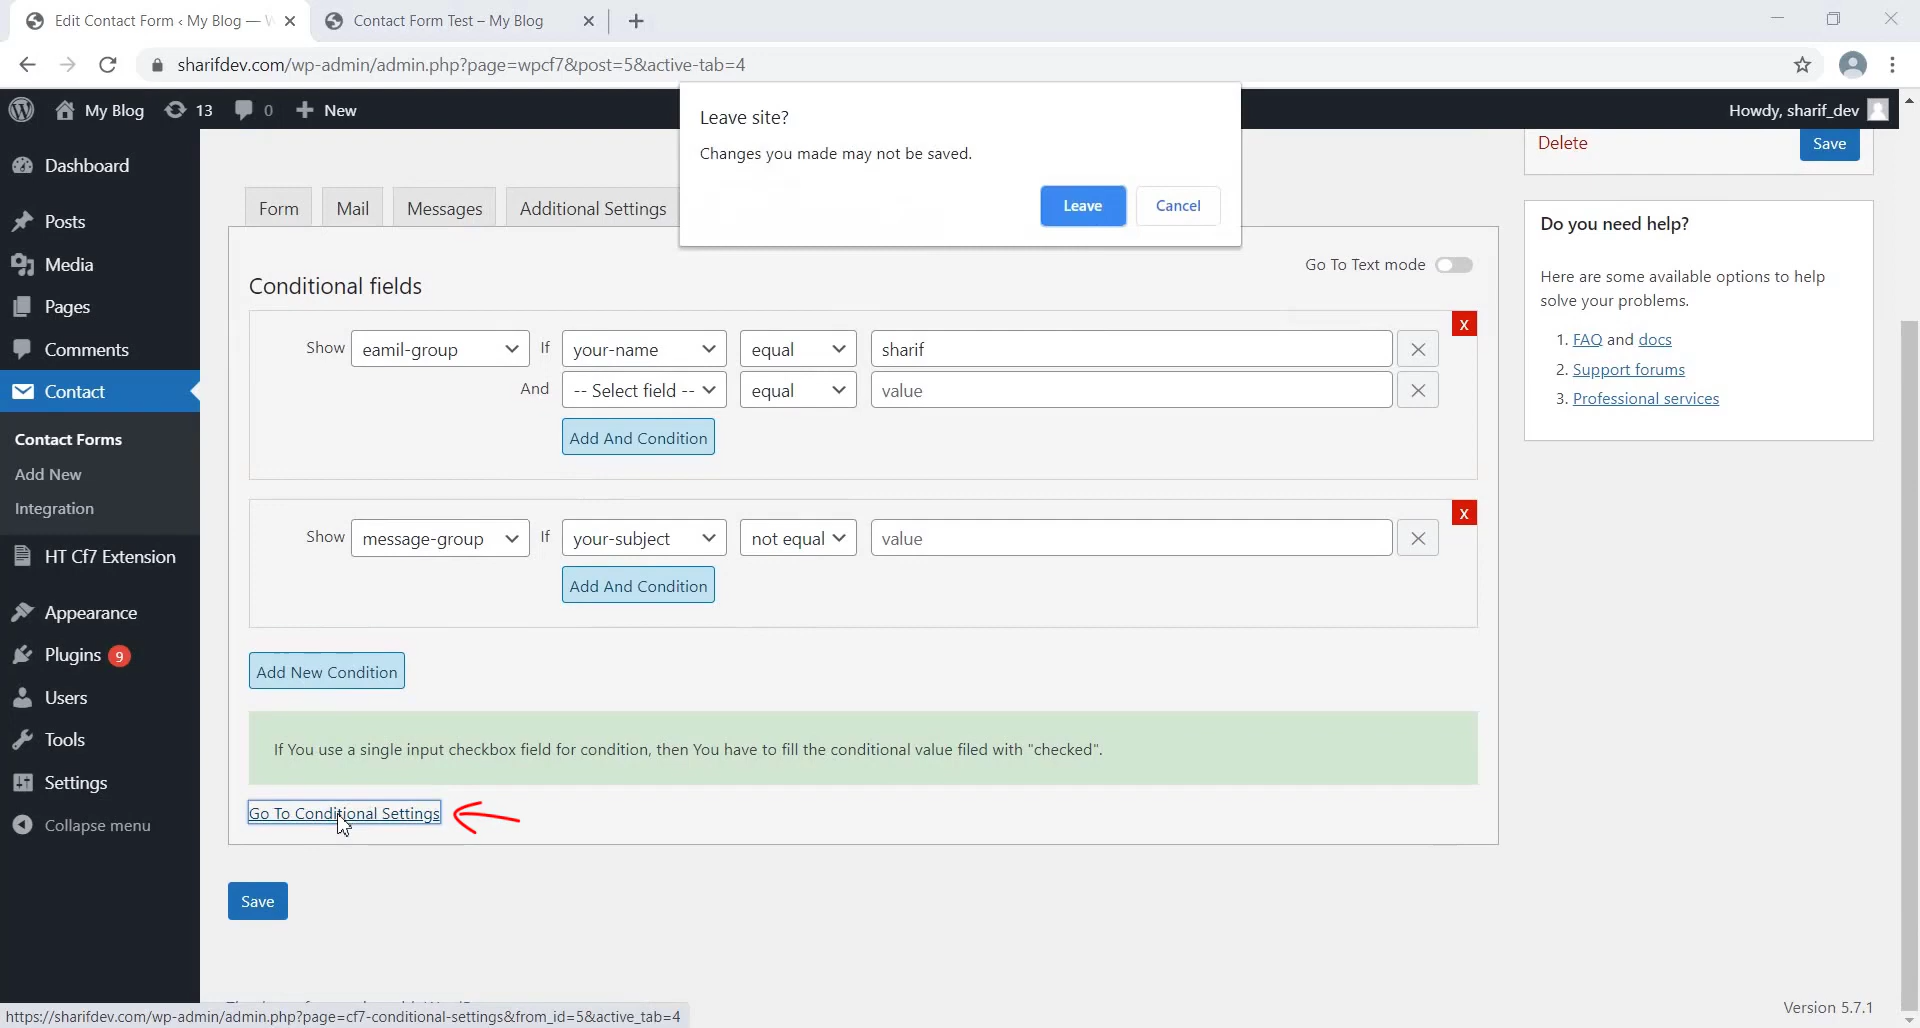 Edit Contact Form ‹ My Blog —
Contact Form Test – My Blog
sharifdev.com/wp-admin/admin.php?page=wpcf7&post=5&active-tab=4
My Blog
13
0
New
Howdy, sharif_dev
Leave site?
Changes you made may not be saved.
Leave
Cancel
Dashboard
Posts
Media
Pages
Comments
Contact
Contact Forms
Add New
Integration
HT Cf7 Extension
Appearance
Plugins 9
Users
Tools
Settings
Collapse menu
Form
Mail
Messages
Additional Settings
Go To Text mode
Conditional fields
X
Show eamil-group If your-name equal sharif
And -- Select field -- equal value
Add And Condition
X
Show message-group If your-subject not equal value
Add And Condition
Add New Condition
If You use a single input checkbox field for condition, then You have to fill the conditional value filed with "checked".
Go To Conditional Settings
Save
Delete
Save
Do you need help?
Here are some available options to help
solve your problems.
1. FAQ and docs
2. Support forums
3. Professional services
Version 5.7.1
https://sharifdev.com/wp-admin/admin.php?page=cf7-conditional-settings&from_id=5&active_tab=4